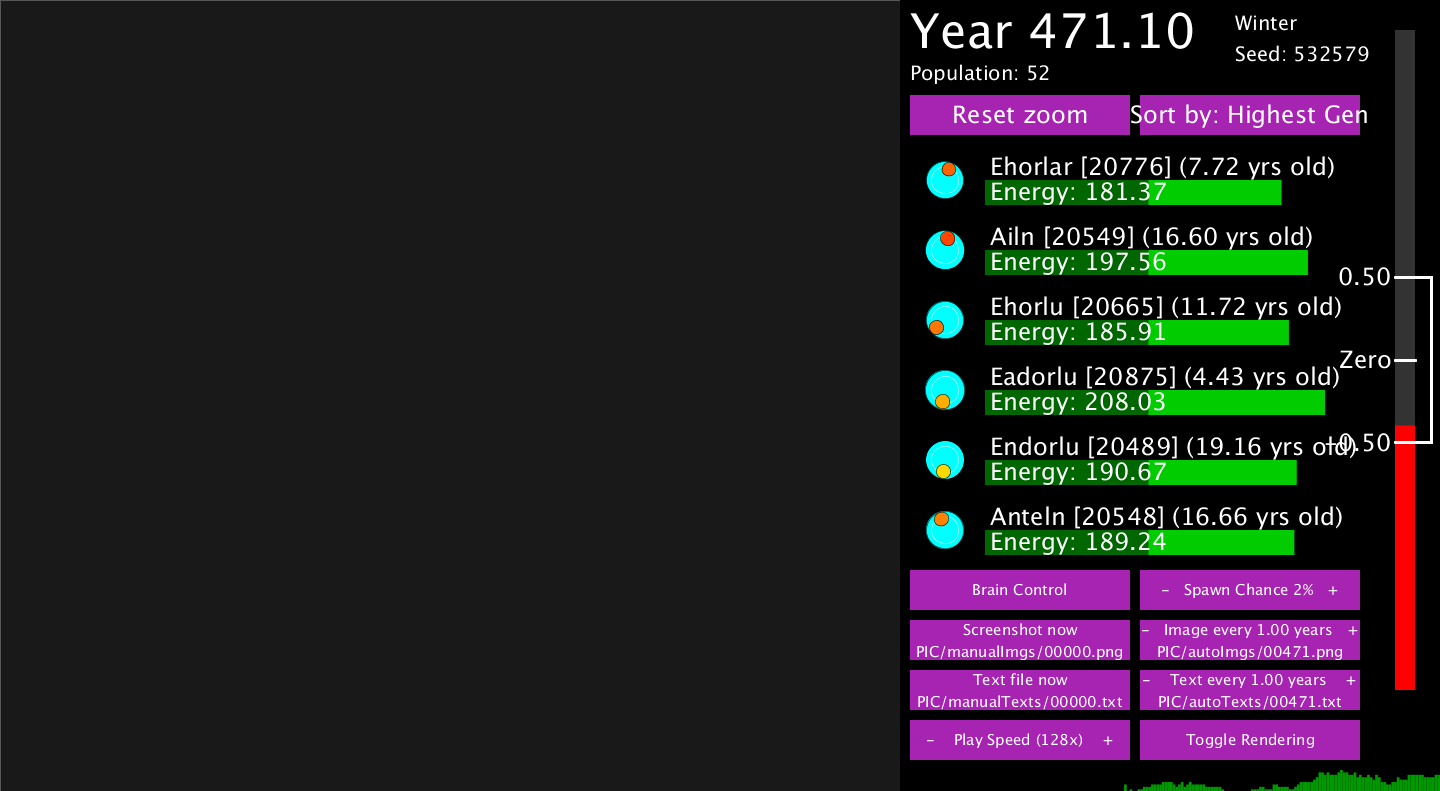 Year 471.10
Winter
Seed: 532579
Population: 52
Reset zoom
Sort by: Highest Gen
Ehorlar [20776] (7.72 yrs old)
Energy: 181.37
Ailn [20549] (16.60 yrs old)
Energy: 197.56
0.50
Ehorlu [20665] (11.72 yrs old)
Energy: 185.91
Zero
Eadorlu [20875] (4.43 yrs old)
Energy: 208.03
Endorlu [20489] (19.16 yrs old)
-0.50
Energy: 190.67
Anteln [20548] (16.66 yrs old)
Energy: 189.24
Brain Control
- Spawn Chance 2% +
Screenshot now
PIC/manualImgs/00000.png
- Image every 1.00 years +
PIC/autoImgs/00471.png
Text file now
PIC/manualTexts/00000.txt
- Text every 1.00 years +
PIC/autoTexts/00471.txt
- Play Speed (128x) +
Toggle Rendering